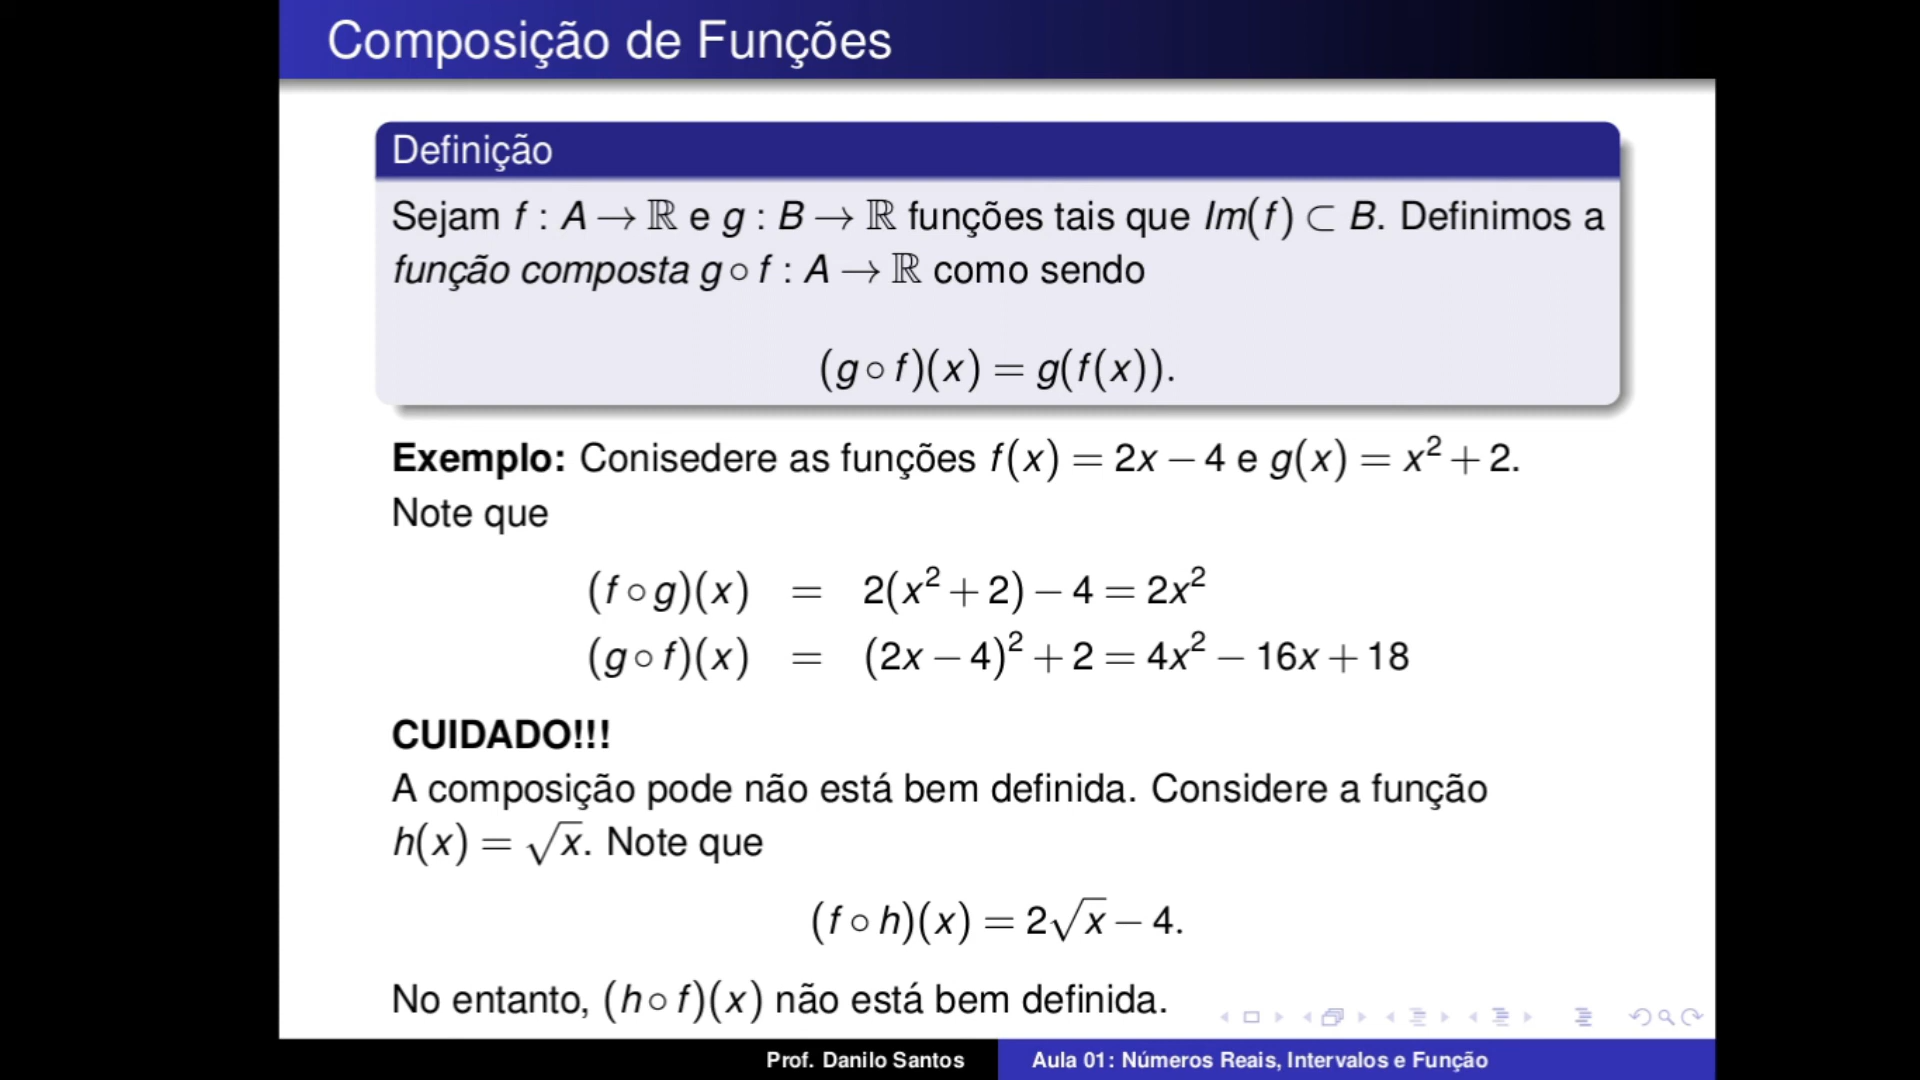 Composição de Funções
Definição
Sejam f : A → ℝ e g : B → ℝ funções tais que Im(f) ⊂ B. Definimos a
função composta g ∘ f : A → ℝ como sendo
(g ∘ f)(x) = g(f(x)).
Exemplo: Conisedere as funções f(x) = 2x − 4 e g(x) = x² + 2.
Note que
(f ∘ g)(x) = 2(x² + 2) − 4 = 2x²
(g ∘ f)(x) = (2x − 4)² + 2 = 4x² − 16x + 18
CUIDADO!!!
A composição pode não está bem definida. Considere a função
h(x) = √x. Note que
(f ∘ h)(x) = 2√x − 4.
No entanto, (h ∘ f)(x) não está bem definida.
Prof. Danilo Santos Aula 01: Números Reais, Intervalos e Função